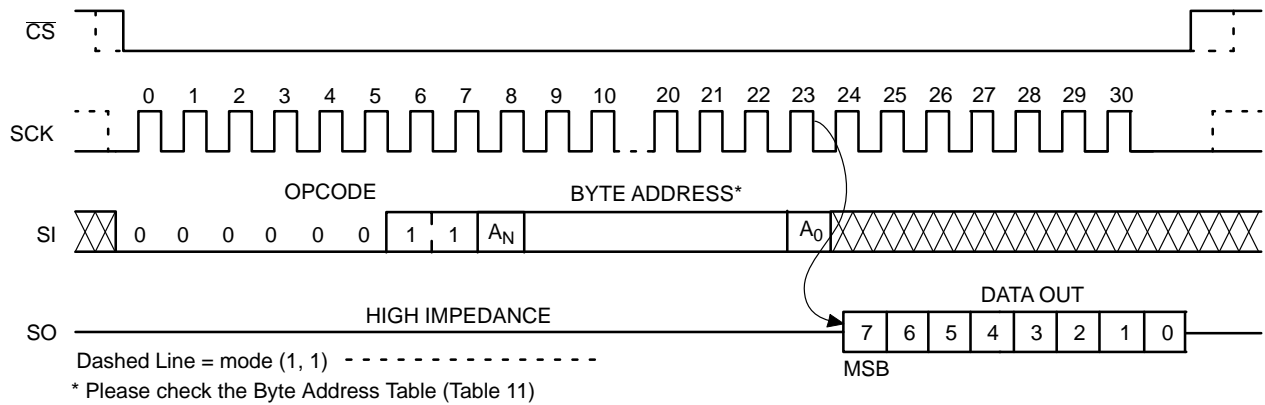 CS
0 1 2 3 4 5 6 7 8 9 10 20 21 22 23 24 25 26 27 28 29 30
SCK
OPCODE BYTE ADDRESS*
SI 0 0 0 0 0 0 1 1 AN A0
DATA OUT
HIGH IMPEDANCE
SO 7 6 5 4 3 2 1 0
Dashed Line = mode (1, 1)
MSB
* Please check the Byte Address Table (Table 11)